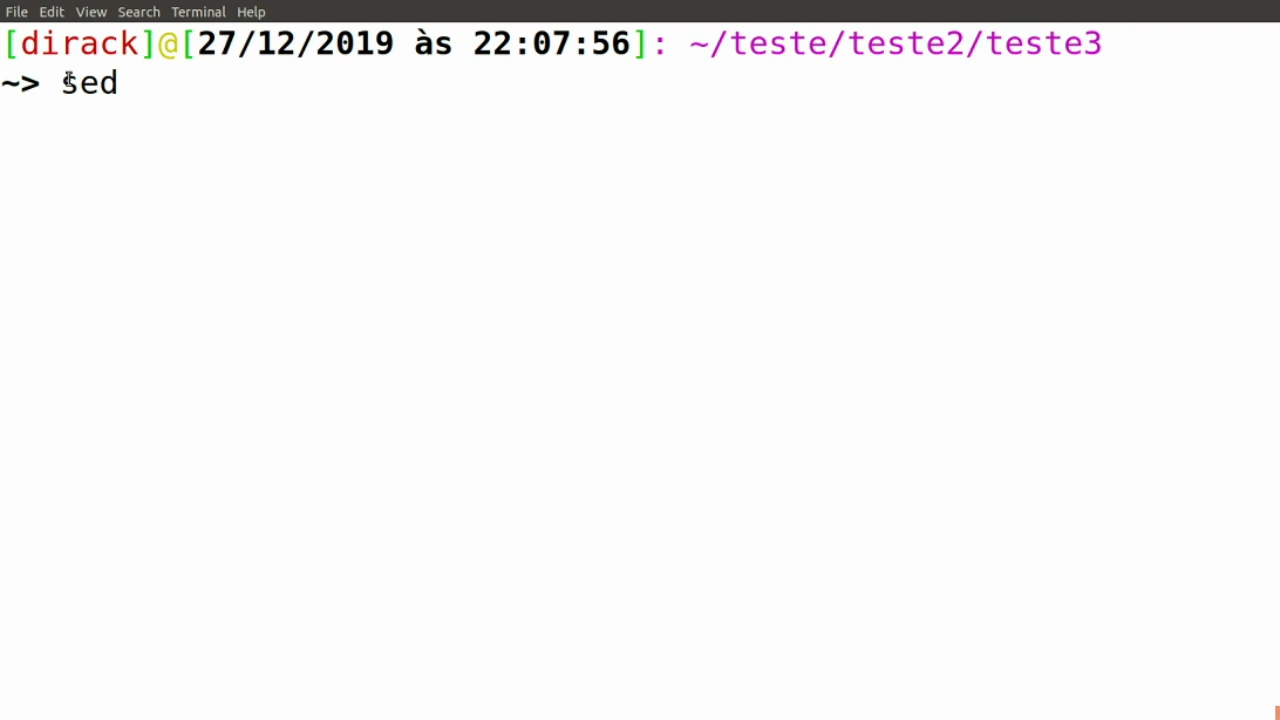 File Edit View Search Terminal Help
[dirack]@[27/12/2019 às 22:07:56]: ~/teste/teste2/teste3
~> sed